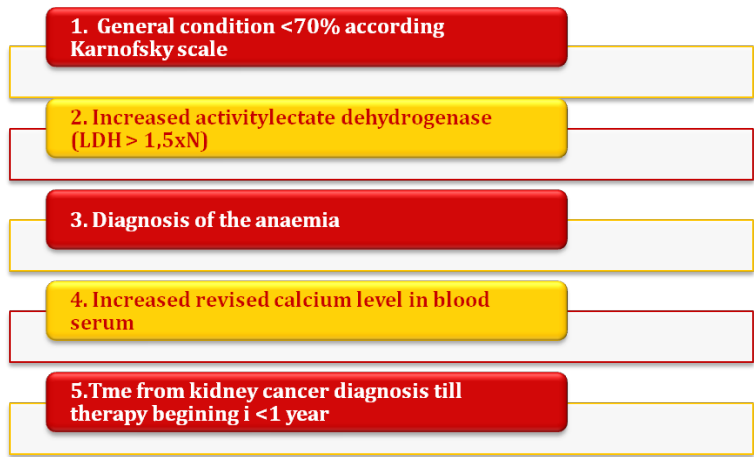 1. General condition <70% according
Karnofsky scale
2. Increased activitylectate dehydrogenase
(LDH > 1,5xN)
3. Diagnosis of the anaemia
4. Increased revised calcium level in blood
serum
5.Tme from kidney cancer diagnosis till
therapy begining i <1 year